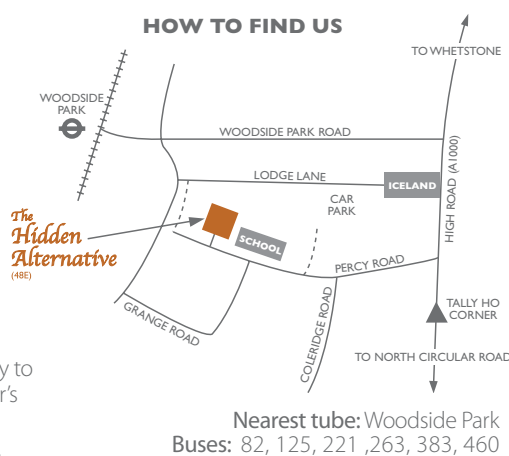 HOW TO FIND US
TO WHETSTONE
WOODSIDE
PARK
WOODSIDE PARK ROAD
HIGH ROAD (A1000)
LODGE LANE
ICELAND
CAR
PARK
The
Hidden
Alternative
(48E)
SCHOOL
PERCY ROAD
GRANGE ROAD
COLERIDGE ROAD
TALLY HO
CORNER
TO NORTH CIRCULAR ROAD
y to
r's
Nearest tube: Woodside Park
Buses: 82, 125, 221 ,263, 383, 460